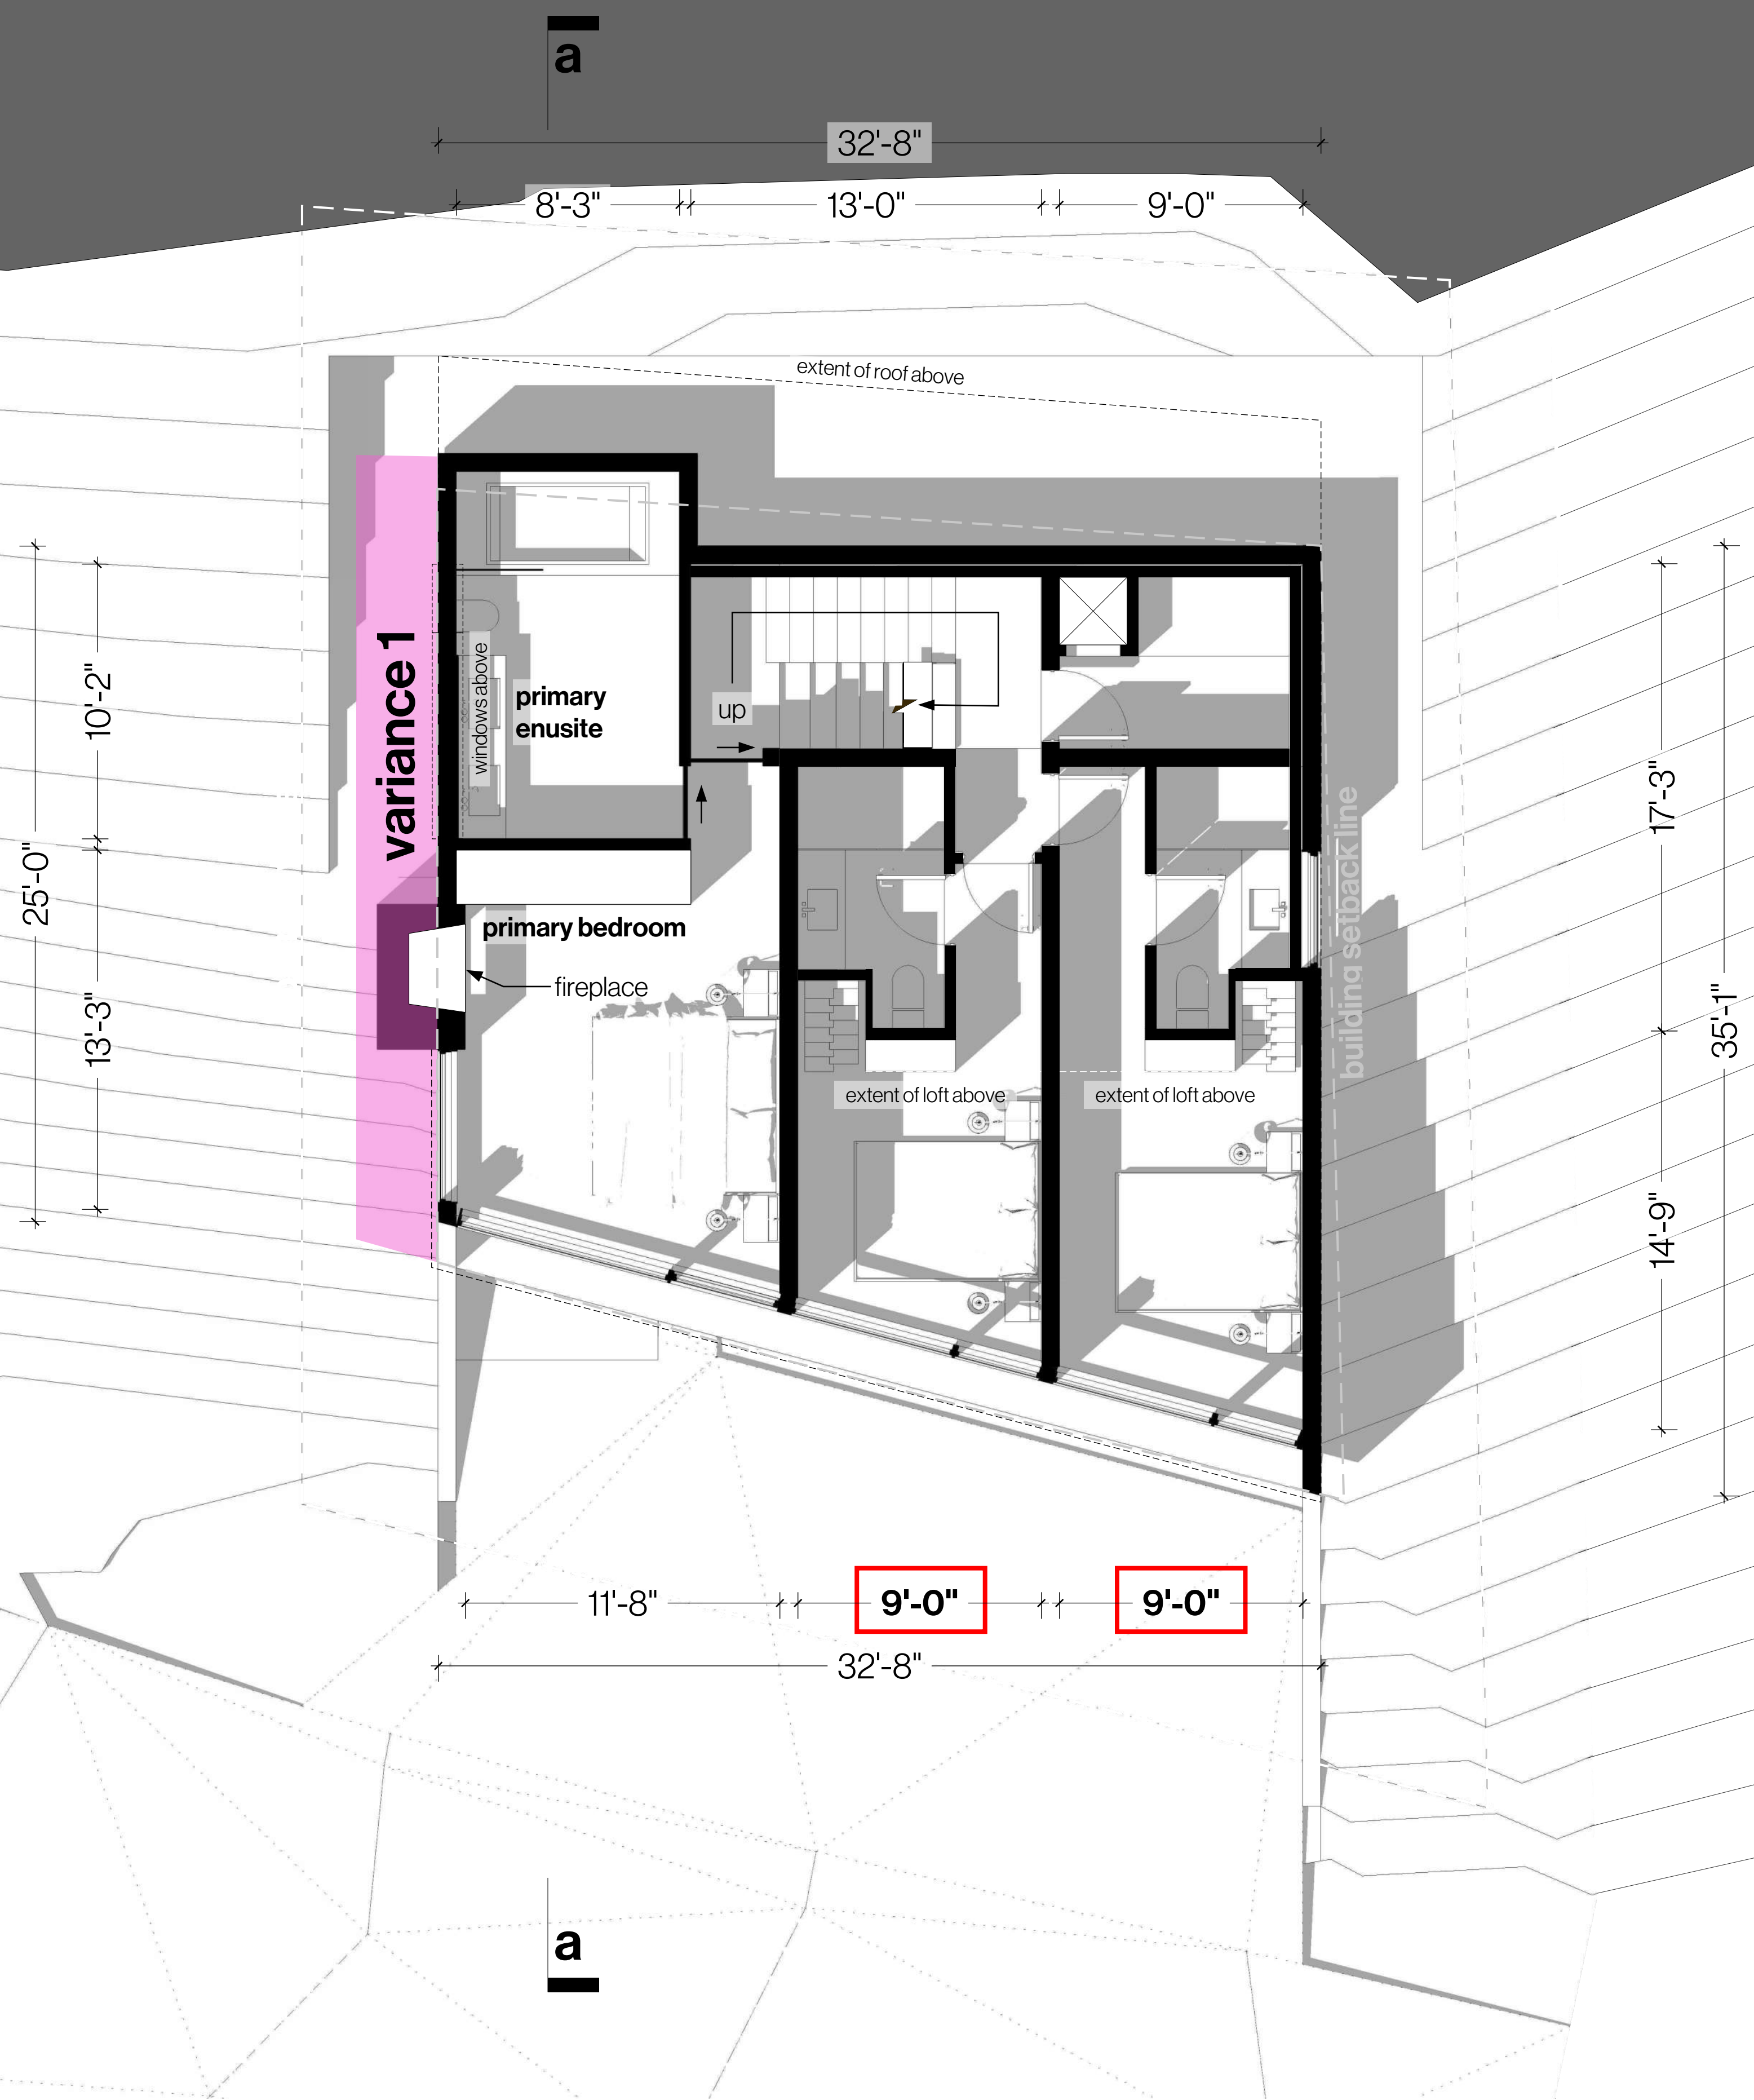 a
32'-8"
8'-3"
13'-0"
9'-0"
extent of roof above
variance 1
windows above
primary
enusite
up
10'-2"
25'-0"
13'-3"
17'-3"
35'-1"
14'-9"
building setback line
primary bedroom
fireplace
extent of loft above
extent of loft above
11'-8"
9'-0"
9'-0"
32'-8"
a